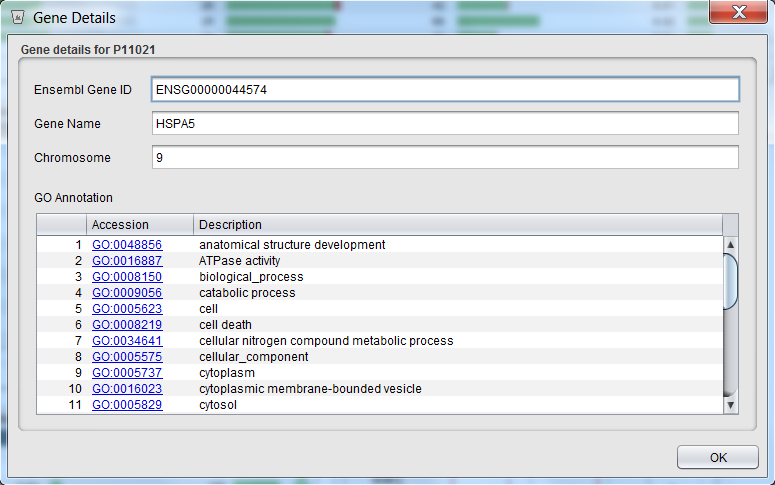 Gene Details
Gene details for P11021
Ensembl Gene ID ENSG00000044574
Gene Name HSPA5
Chromosome 9
GO Annotation
Accession Description
1 GO:0048856 anatomical structure development
2 GO:0016887 ATPase activity
3 GO:0008150 biological_process
4 GO:0009056 catabolic process
5 GO:0005623 cell
6 GO:0008219 cell death
7 GO:0034641 cellular nitrogen compound metabolic process
8 GO:0005575 cellular_component
9 GO:0005737 cytoplasm
10 GO:0016023 cytoplasmic membrane-bounded vesicle
11 GO:0005829 cytosol
OK